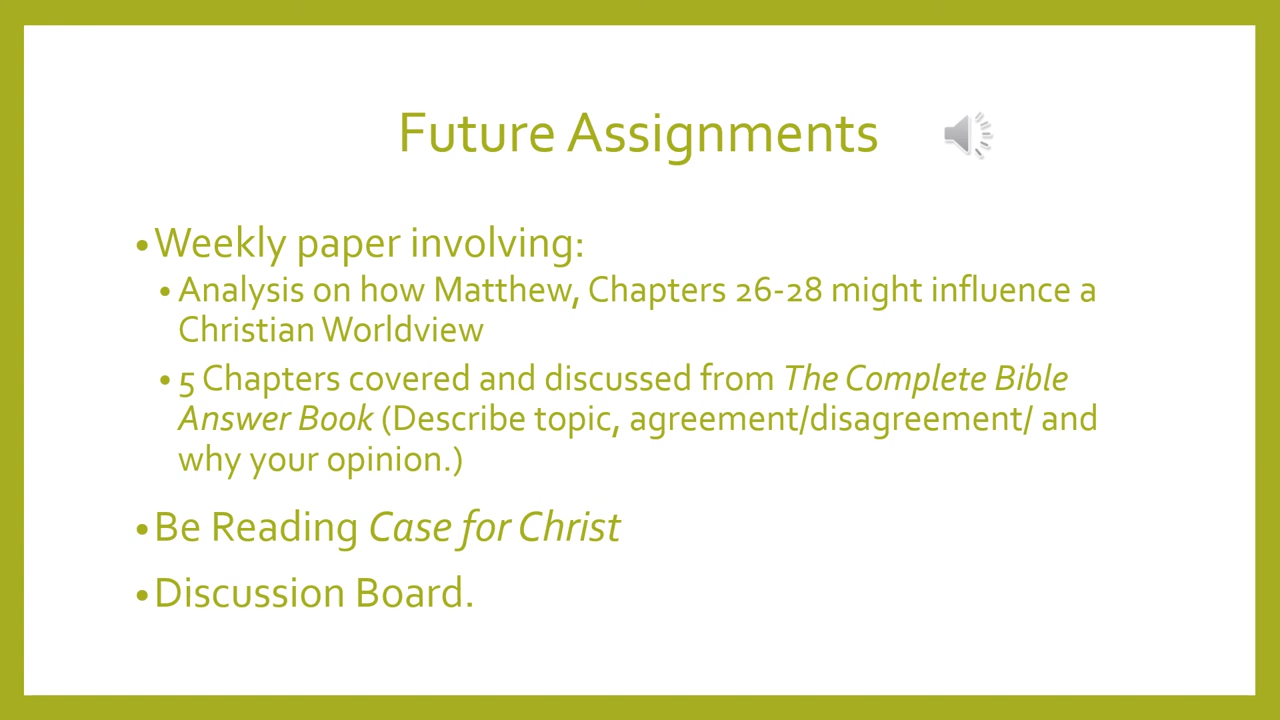 Future Assignments
•Weekly paper involving:
•Analysis on how Matthew, Chapters 26-28 might influence a
Christian Worldview
•5 Chapters covered and discussed from The Complete Bible
Answer Book (Describe topic, agreement/disagreement/ and
why your opinion.)
•Be Reading Case for Christ
•Discussion Board.